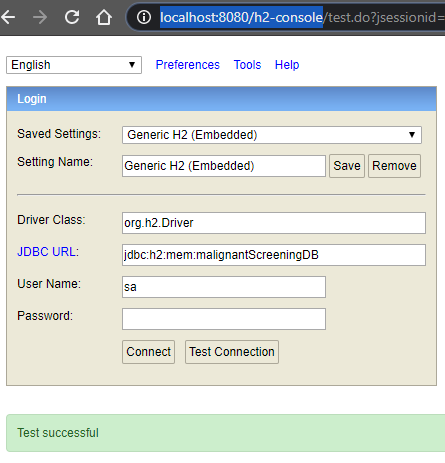 localhost:8080/h2-console/test.do?jsessionid=
English Preferences Tools Help
Login
Saved Settings: Generic H2 (Embedded)
Setting Name: Generic H2 (Embedded) Save Remove
Driver Class: org.h2.Driver
JDBC URL: jdbc:h2:mem:malignantScreeningDB
User Name: sa
Password:
Connect Test Connection
Test successful